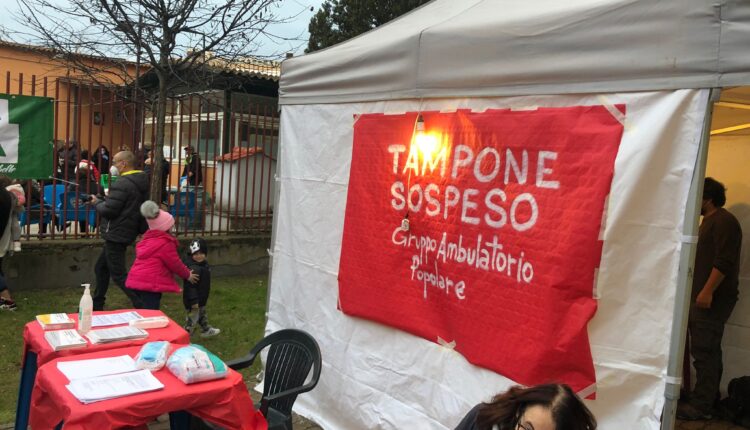 TAMPONE
SOSPESO
Gruppo Ambulatorio
Popolare